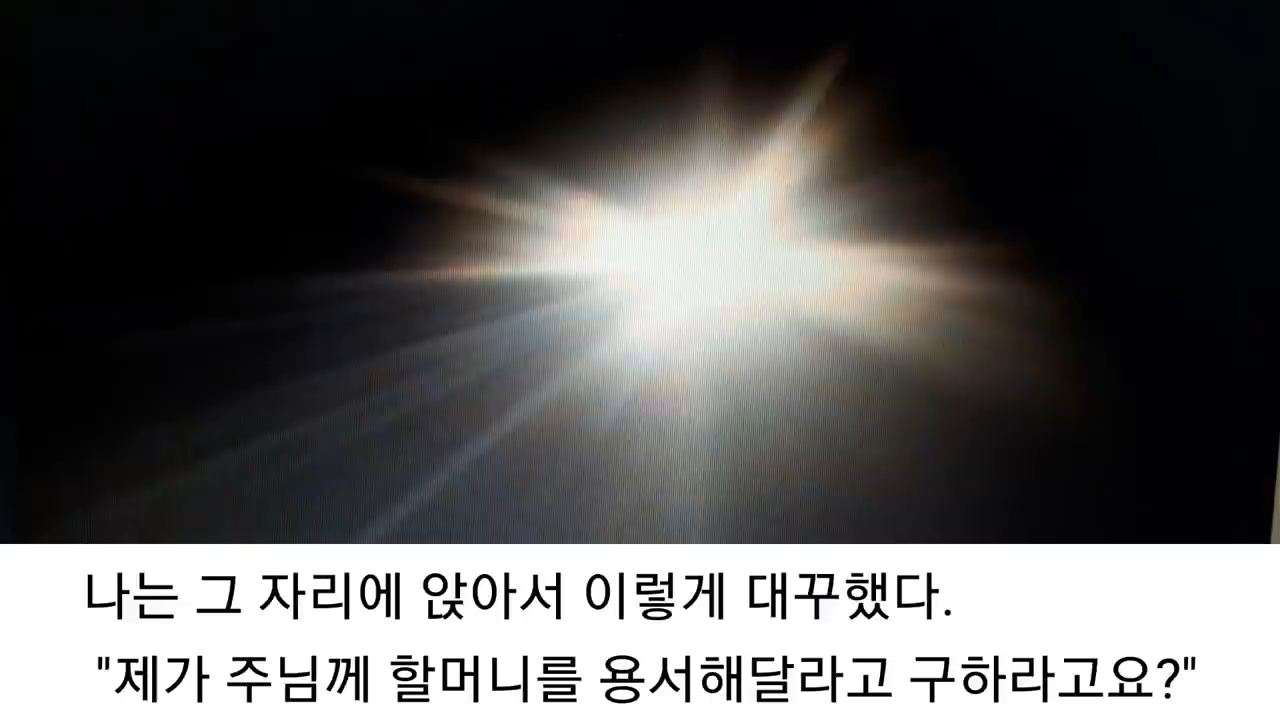 나는 그 자리에 앉아서 이렇게 대꾸했다.
"제가 주님께 할머니를 용서해달라고 구하라고요?"